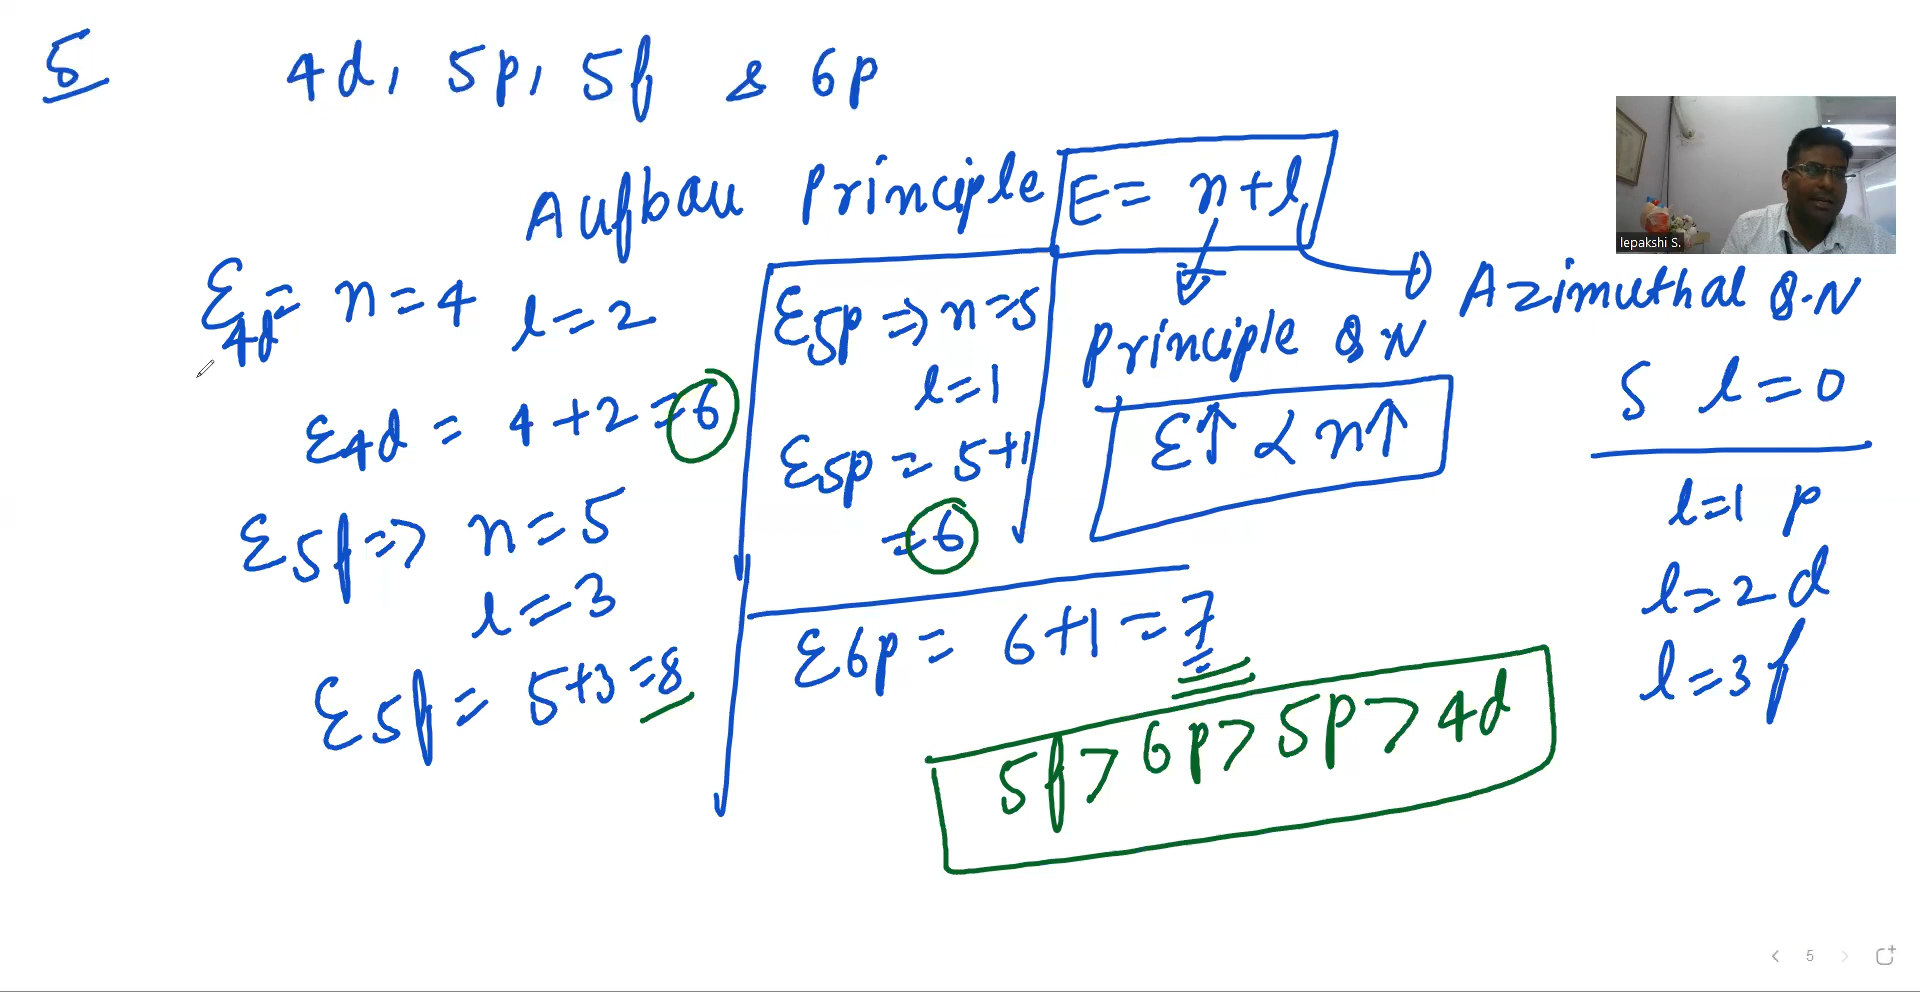 5
4d, 5p, 5f & 6p
Aufbau Principle E = n+l
Azimuthal Q.N
Principle Q N
E↑ ∝ n↑
S l=0
l=1 p
l=2 d
l=3 f
E4d = n=4 l=2
E4d = 4+2=6
E5p => n=5
l=1
E5p = 5+1
=6
E5f => n=5
l=3
E5f = 5+3=8
E6p = 6+1=7
5f > 6p > 5p > 4d
lepakshi S.
5